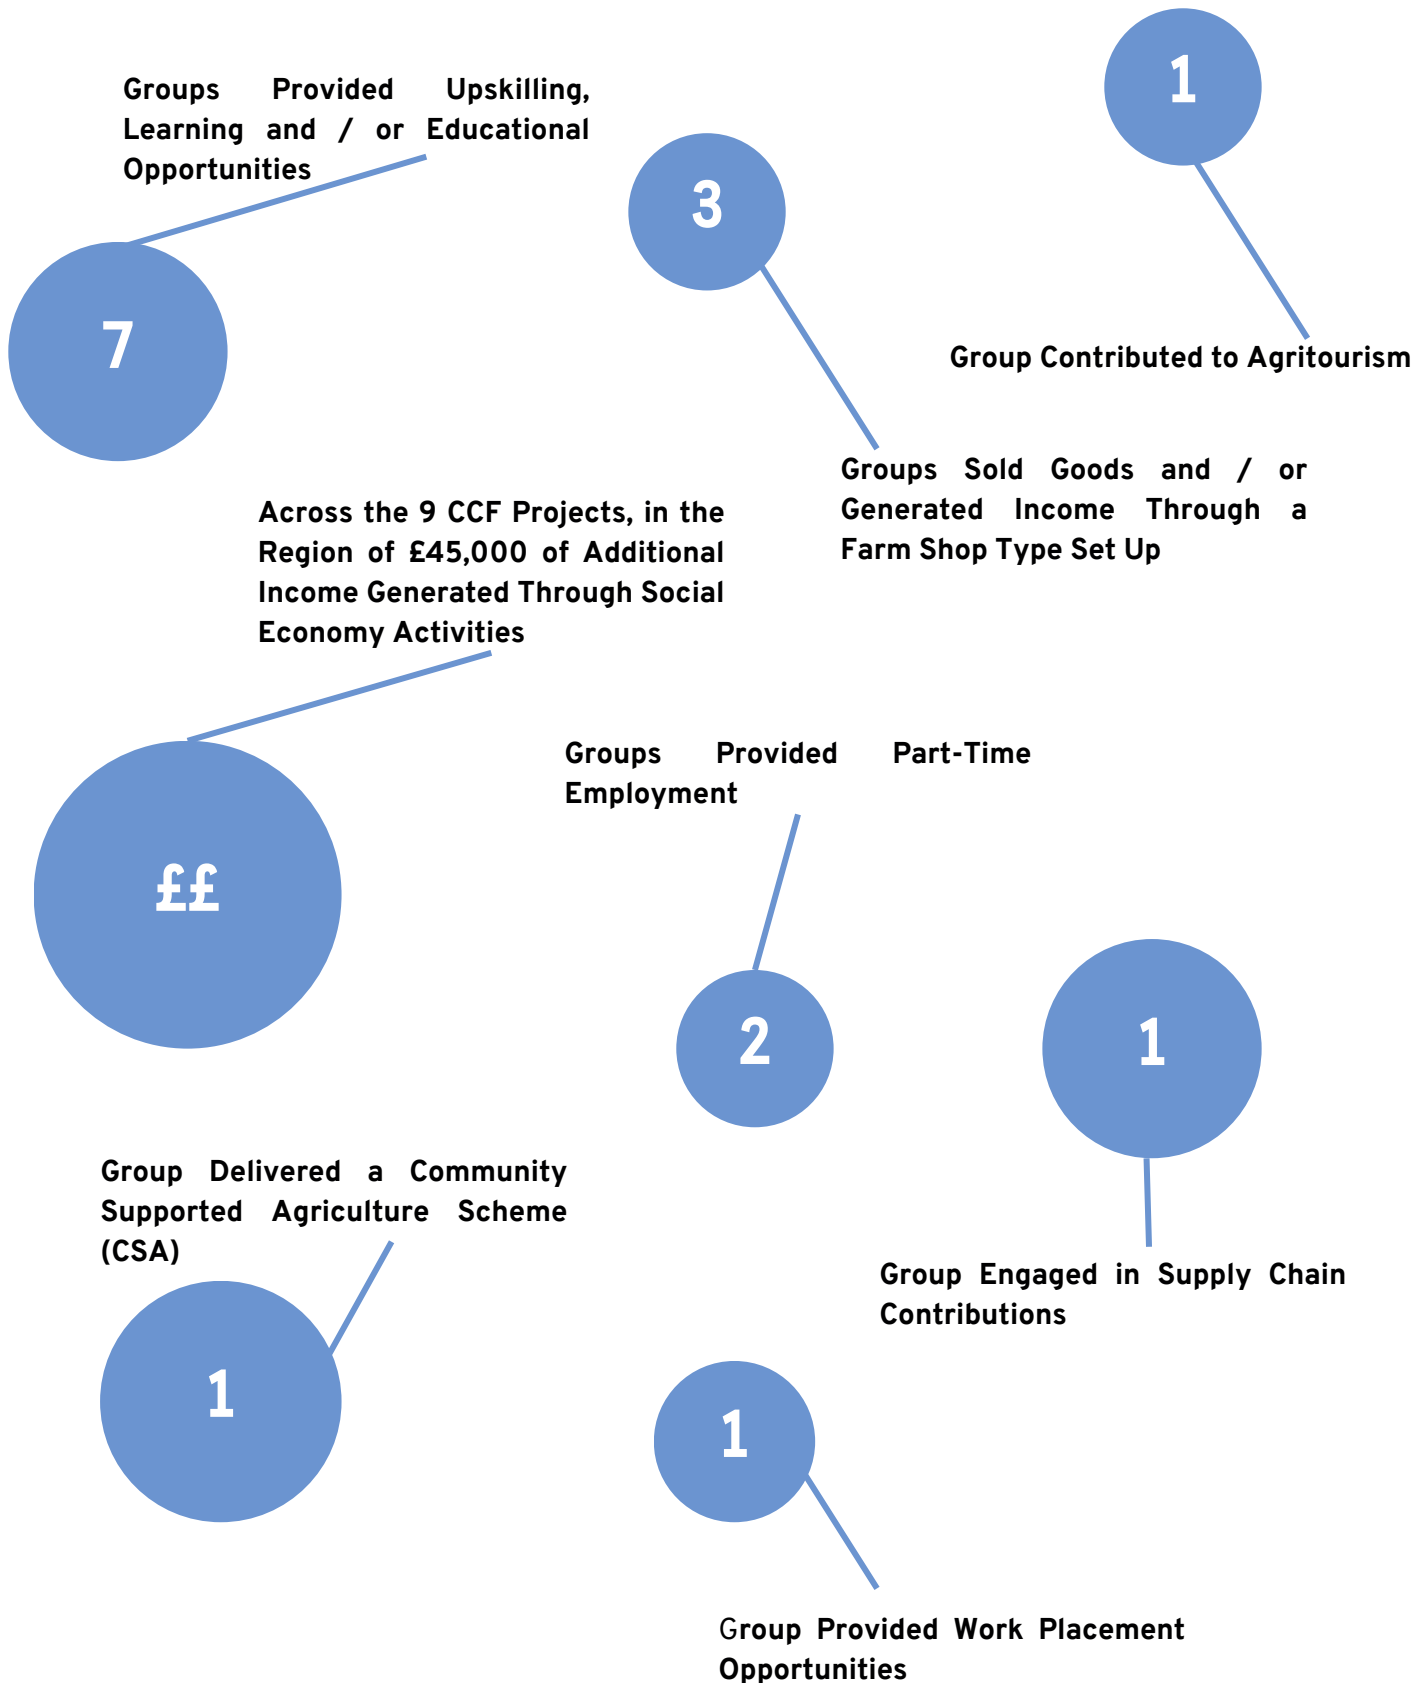 1
Groups Provided Upskilling,
Learning and / or Educational
Opportunities
3
7
Group Contributed to Agritourism
Groups Sold Goods and / or
Generated Income Through a
Farm Shop Type Set Up
Across the 9 CCF Projects, in the
Region of £45,000 of Additional
Income Generated Through Social
Economy Activities
Groups Provided Part-Time
Employment
££
2
1
Group Delivered a Community
Supported Agriculture Scheme
(CSA)
Group Engaged in Supply Chain
Contributions
1
1
Group Provided Work Placement
Opportunities